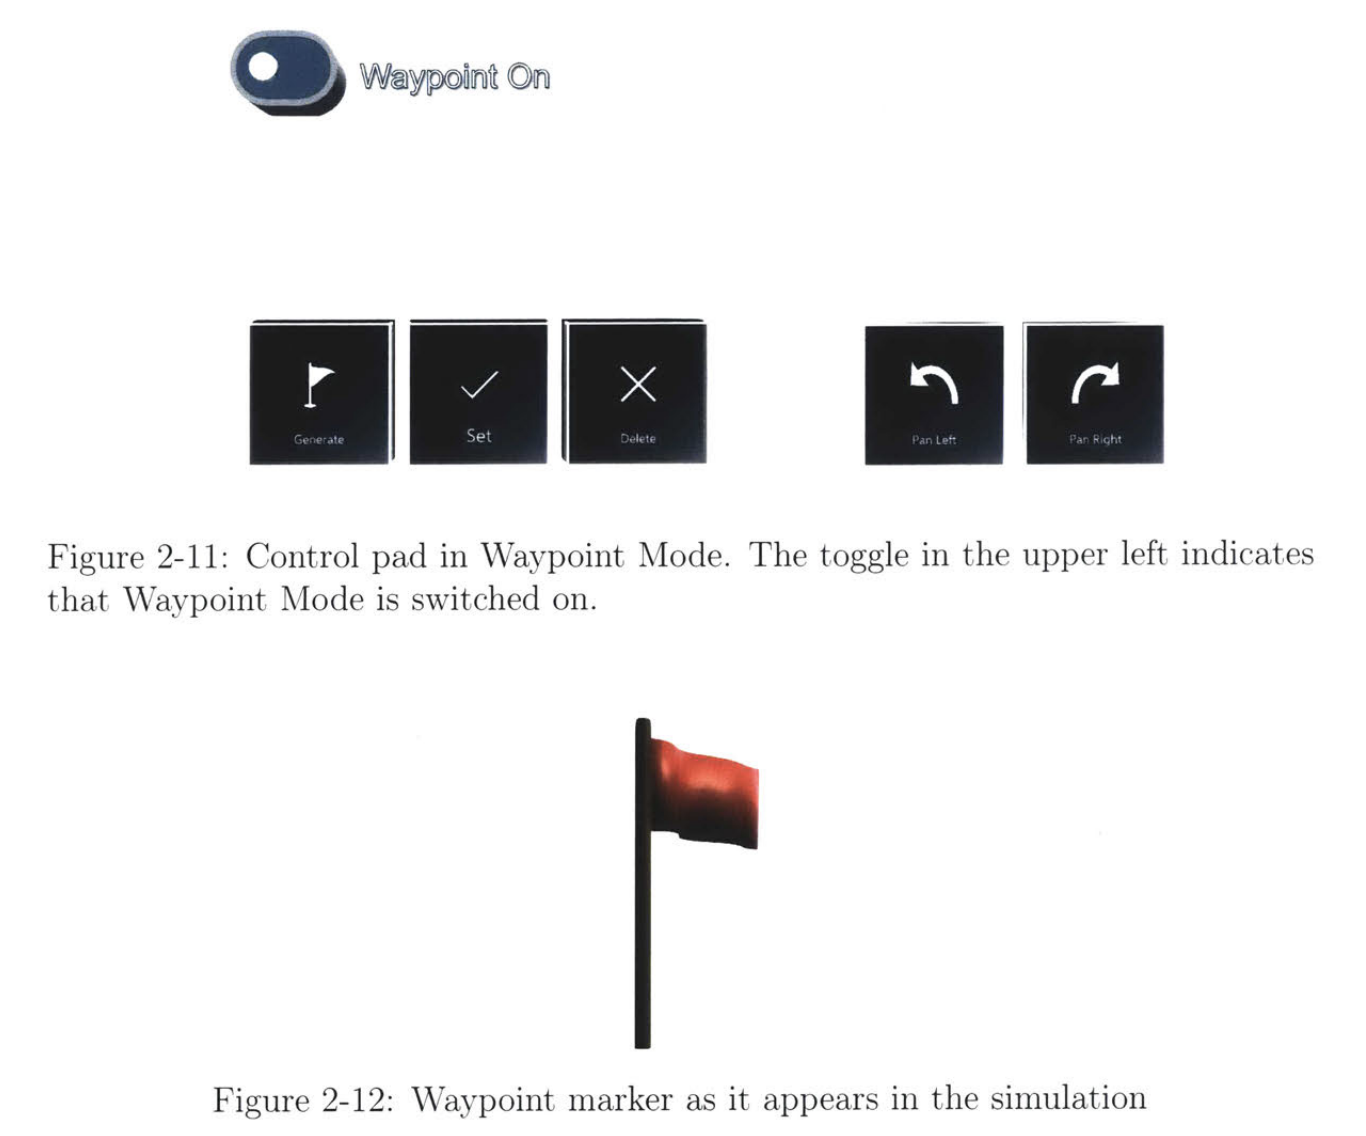 Waypoint On
Generate
Set
Delete
Pan Left
Pan Right
Figure 2-11: Control pad in Waypoint Mode. The toggle in the upper left indicates
that Waypoint Mode is switched on.
Figure 2-12: Waypoint marker as it appears in the simulation